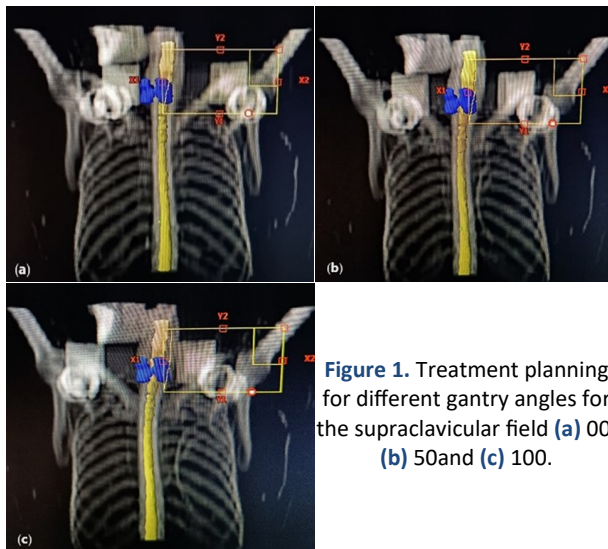 Y2
X1
X2
Y1
(a)
Y2
X1
X
Y1
(b)
Y2
X1
X2
Y1
(c)
Figure 1. Treatment planning
for different gantry angles for
the supraclavicular field (a) 00
(b) 50and (c) 100.